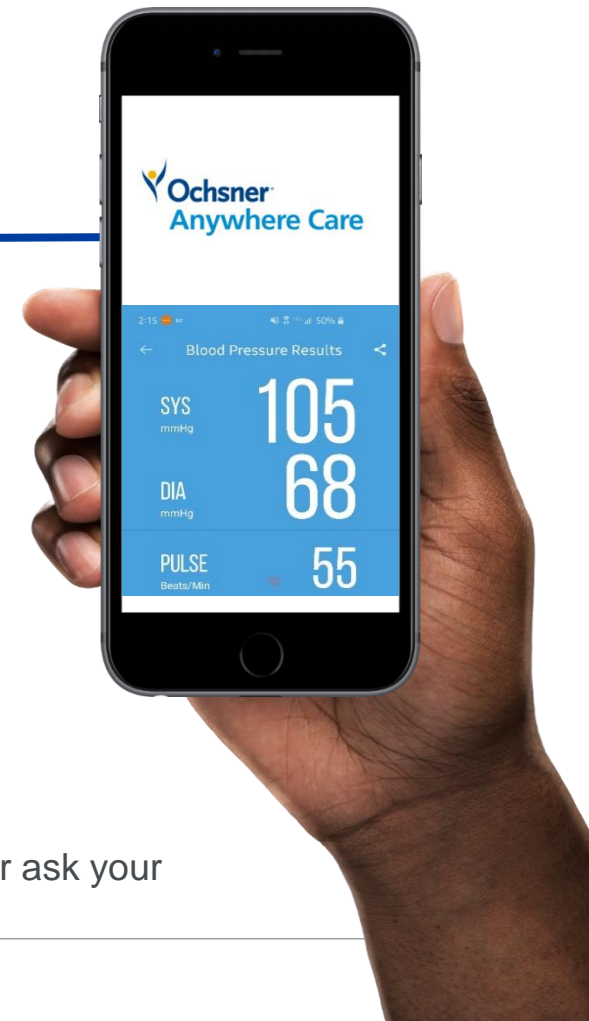 Ochsner
Anywhere Care
2:15 50%
Blood Pressure Results
SYS 105
mmHg
DIA 68
mmHg
PULSE 55
Beats/Min
r ask your